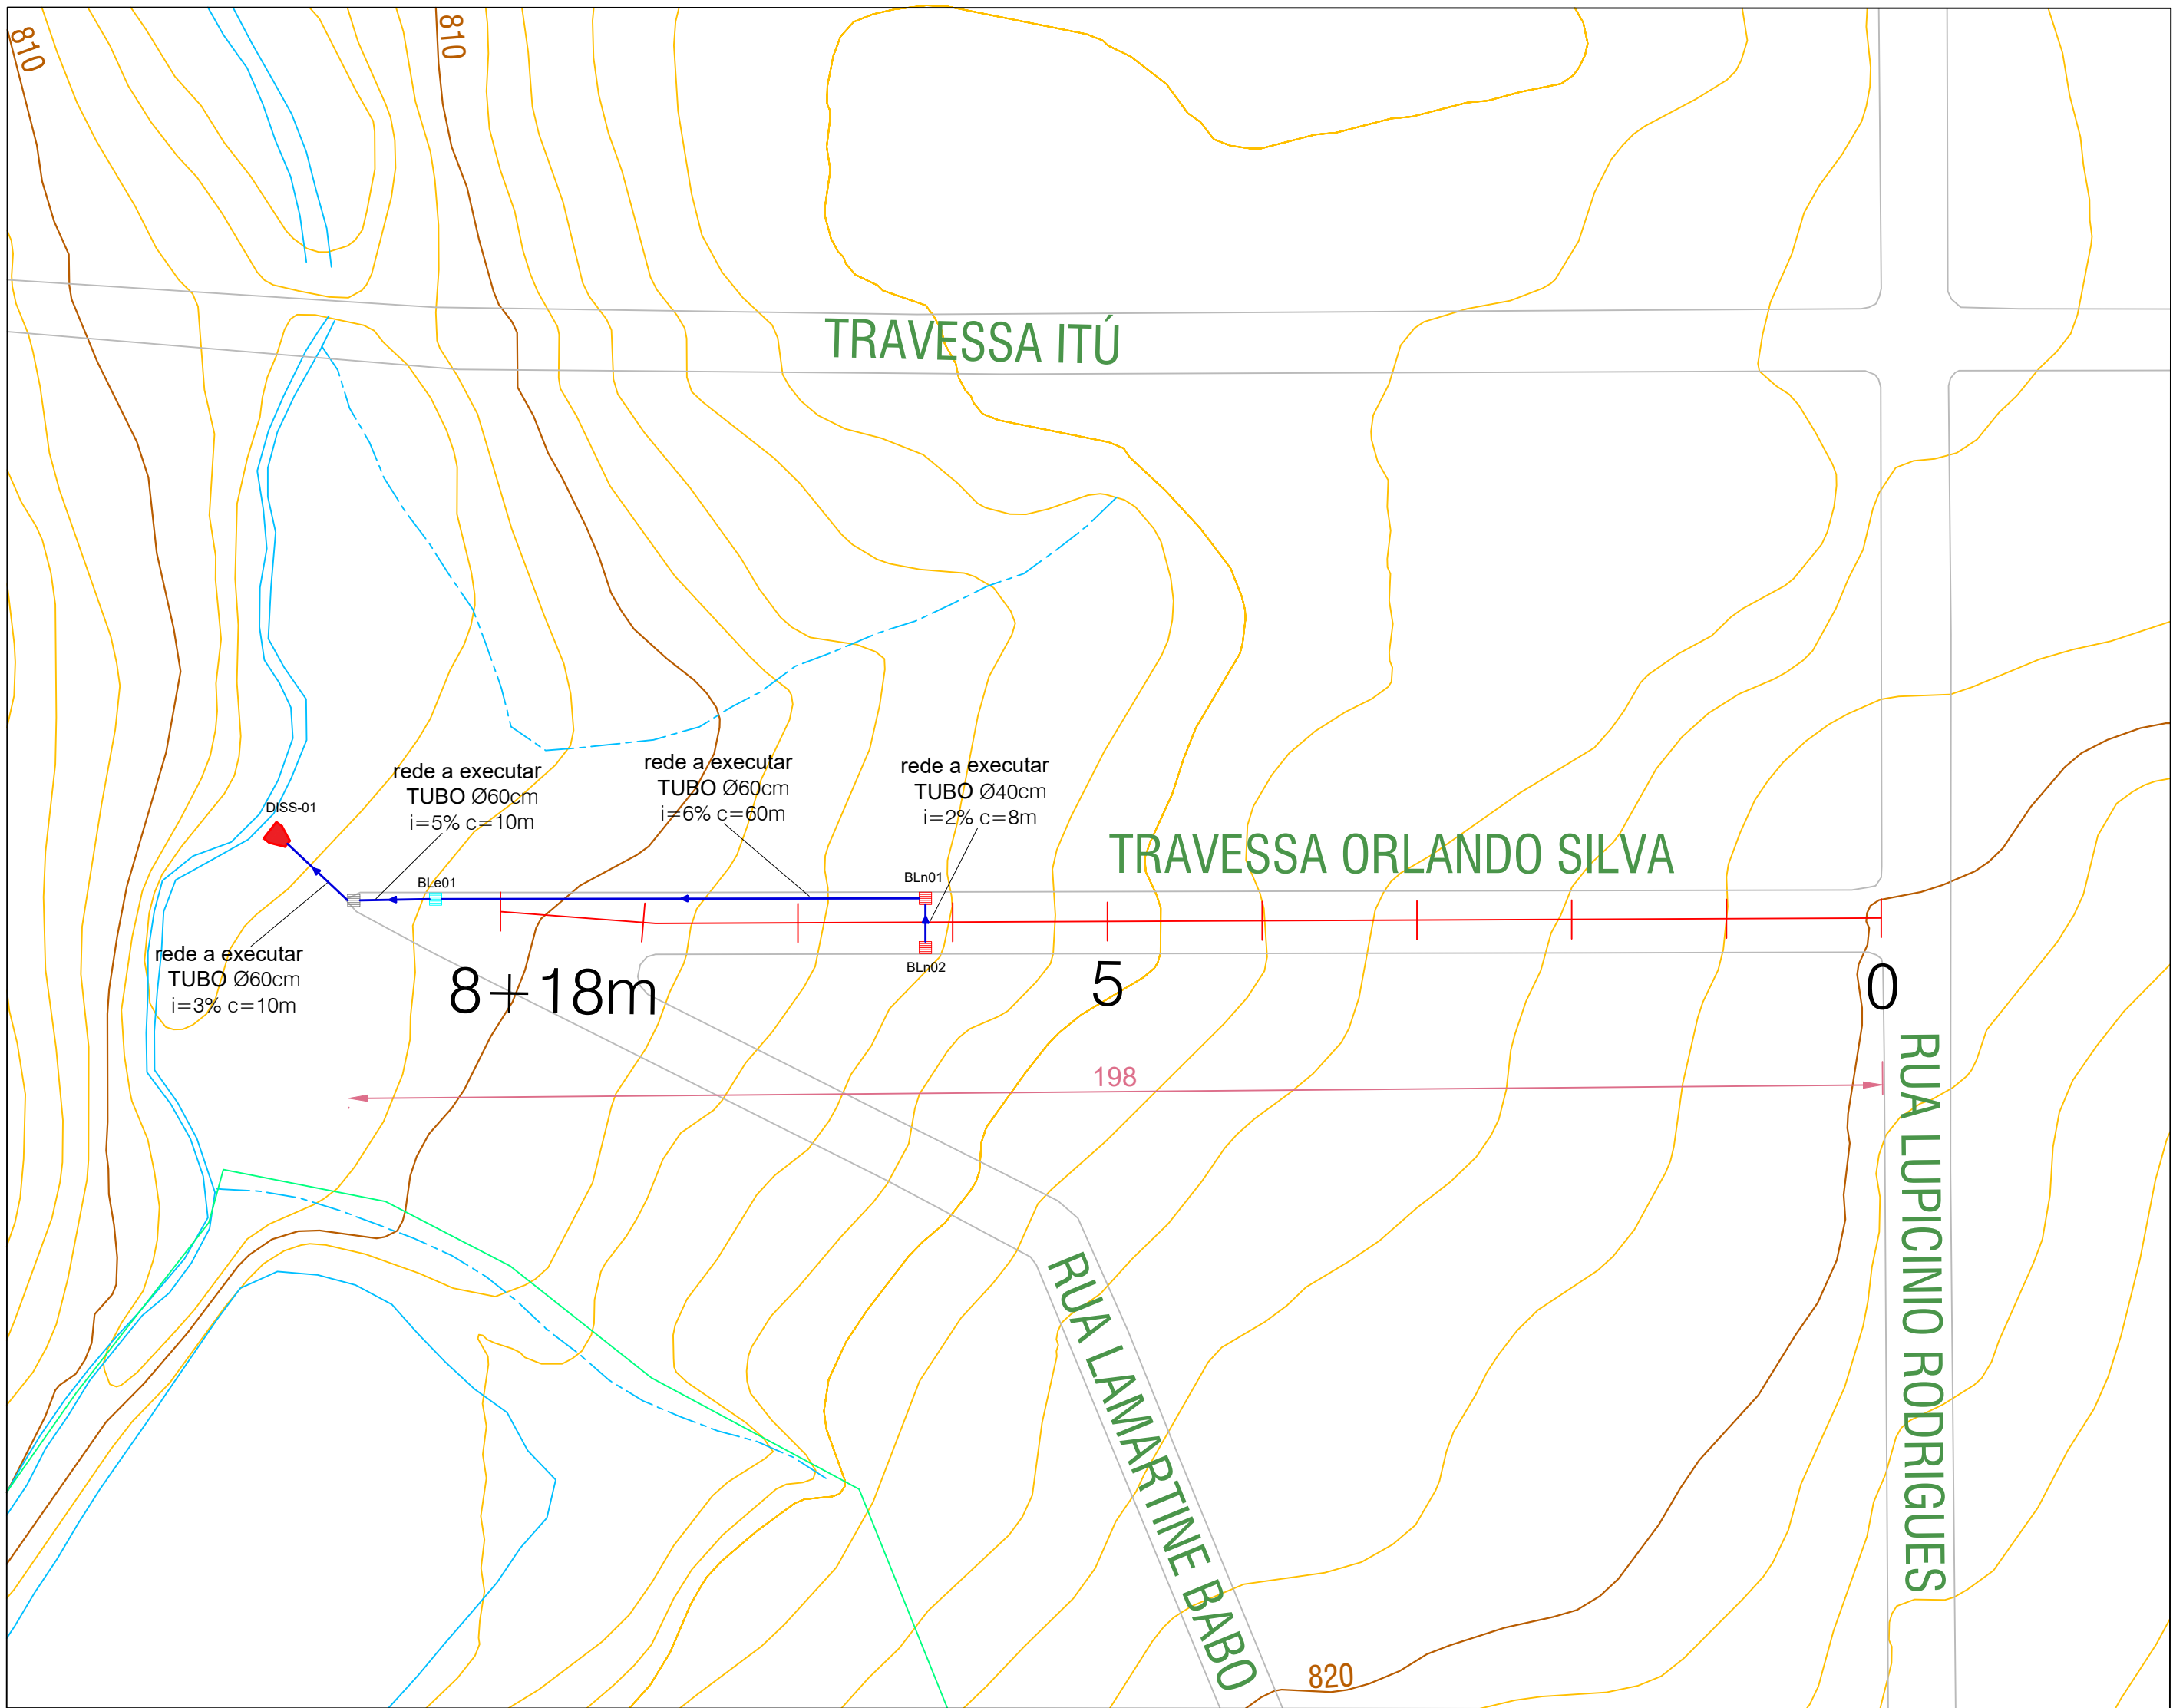 810
810
TRAVESSA ITÚ
rede a executar
TUBO Ø60cm
i=5% c=10m
rede a executar
TUBO Ø60cm
i=6% c=60m
rede a executar
TUBO Ø40cm
i=2% c=8m
DISS-01
TRAVESSA ORLANDO SILVA
BLe01
BLn01
rede a executar
TUBO Ø60cm
i=3% c=10m
BLn02
8+18m
5
0
198
RUA LUPICINIO RODRIGUES
RUA LAMARTINE BABO
820